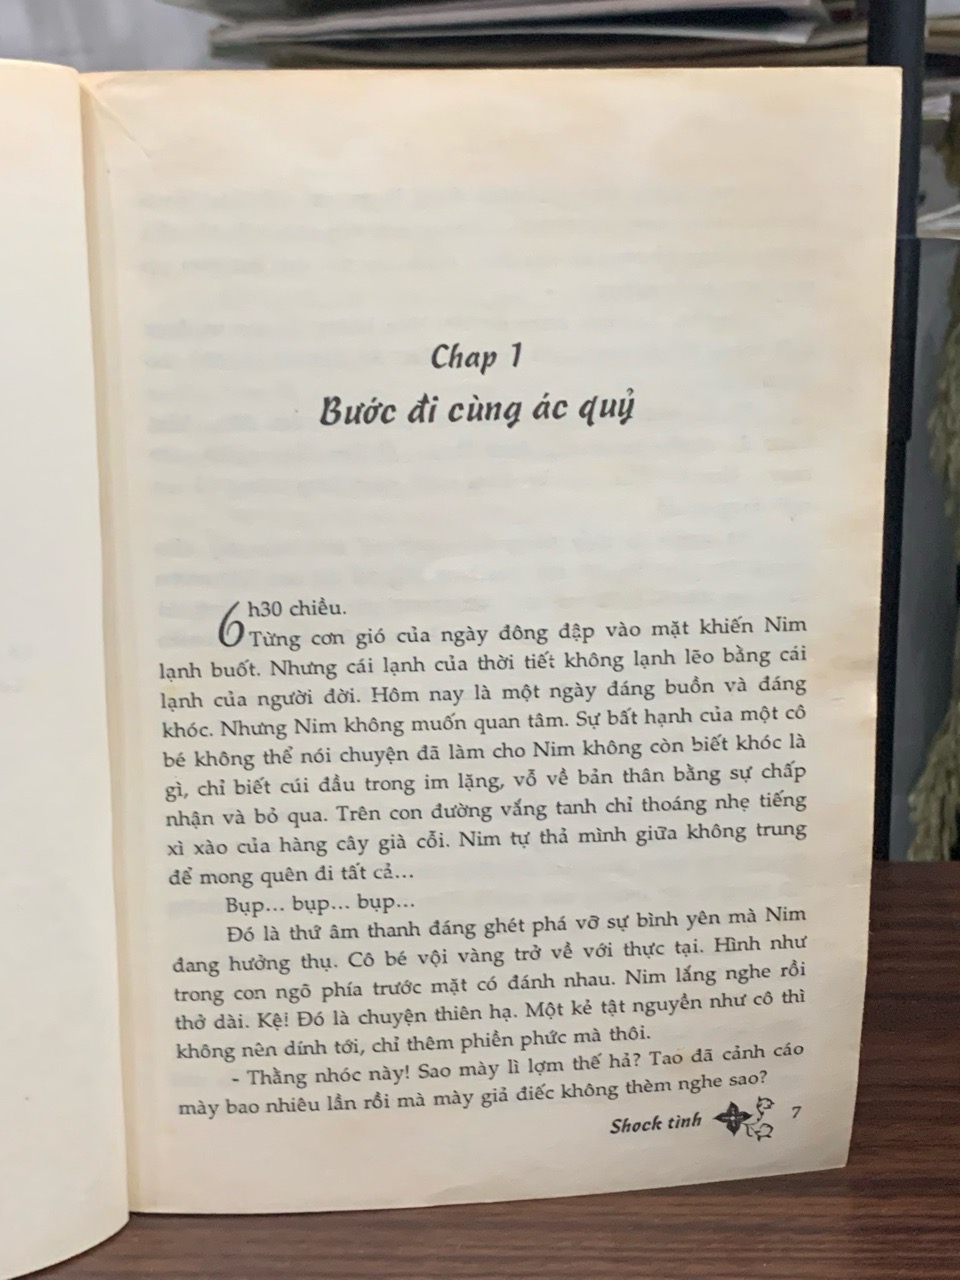 Chap 1
Bước đi cùng ác quỷ
6h30 chiều.
Từng cơn gió của ngày đông đập vào mặt khiến Nim
lạnh buốt. Nhưng cái lạnh của thời tiết không lạnh lẽo bằng cái
lạnh của người đời. Hôm nay là một ngày đáng buồn và đáng
khóc. Nhưng Nim không muốn quan tâm. Sự bất hạnh của một cô
bé không thể nói chuyện đã làm cho Nim không còn biết khóc là
gì, chỉ biết cúi đầu trong im lặng, vỗ về bản thân bằng sự chấp
nhận và bỏ qua. Trên con đường vắng tanh chỉ thoáng nhẹ tiếng
xì xào của hàng cây già cỗi. Nim tự thả mình giữa không trung
để mong quên đi tất cả...
Bụp... bụp... bụp...
Đó là thứ âm thanh đáng ghét phá vỡ sự bình yên mà Nim
đang hưởng thụ. Cô bé vội vàng trở về với thực tại. Hình như
trong con ngõ phía trước mặt có đánh nhau. Nim lắng nghe rồi
thở dài. Kệ! Đó là chuyện thiên hạ. Một kẻ tật nguyền như cô thì
không nên dính tới, chỉ thêm phiền phức mà thôi.
- Thằng nhóc này! Sao mày lì lợm thế hả? Tao đã cảnh cáo
mày bao nhiêu lần rồi mà mày giả điếc không thèm nghe sao?
Shock tình 7